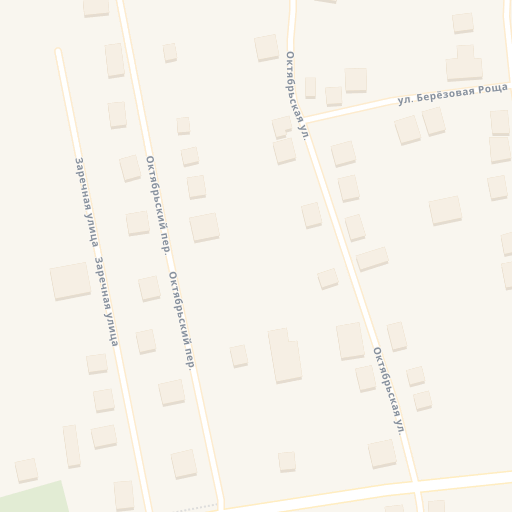 Октябрьская ул.
ул. Берёзовая Роща
Заречная улица
Октябрьский пер.
Заречная улица
Октябрьский пер.
Октябрьская ул.